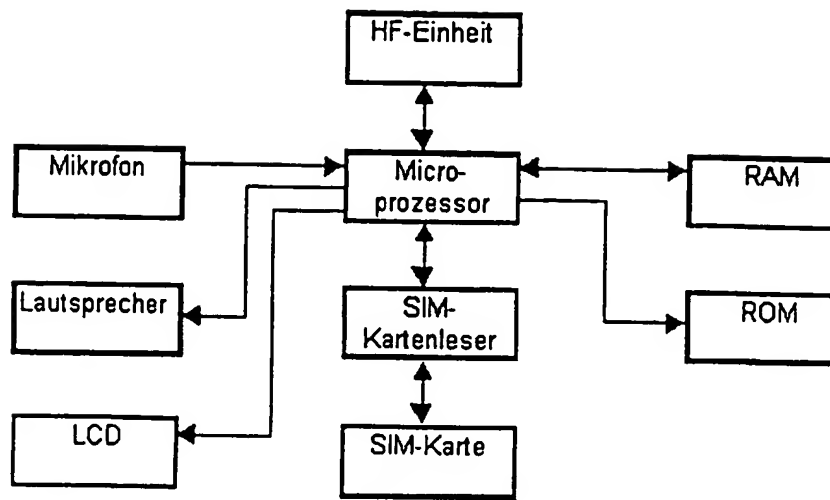 HF-Einheit
Mikrofon
Micro-
prozessor
RAM
Lautsprecher
SIM-
Kartenleser
ROM
LCD
SIM-Karte